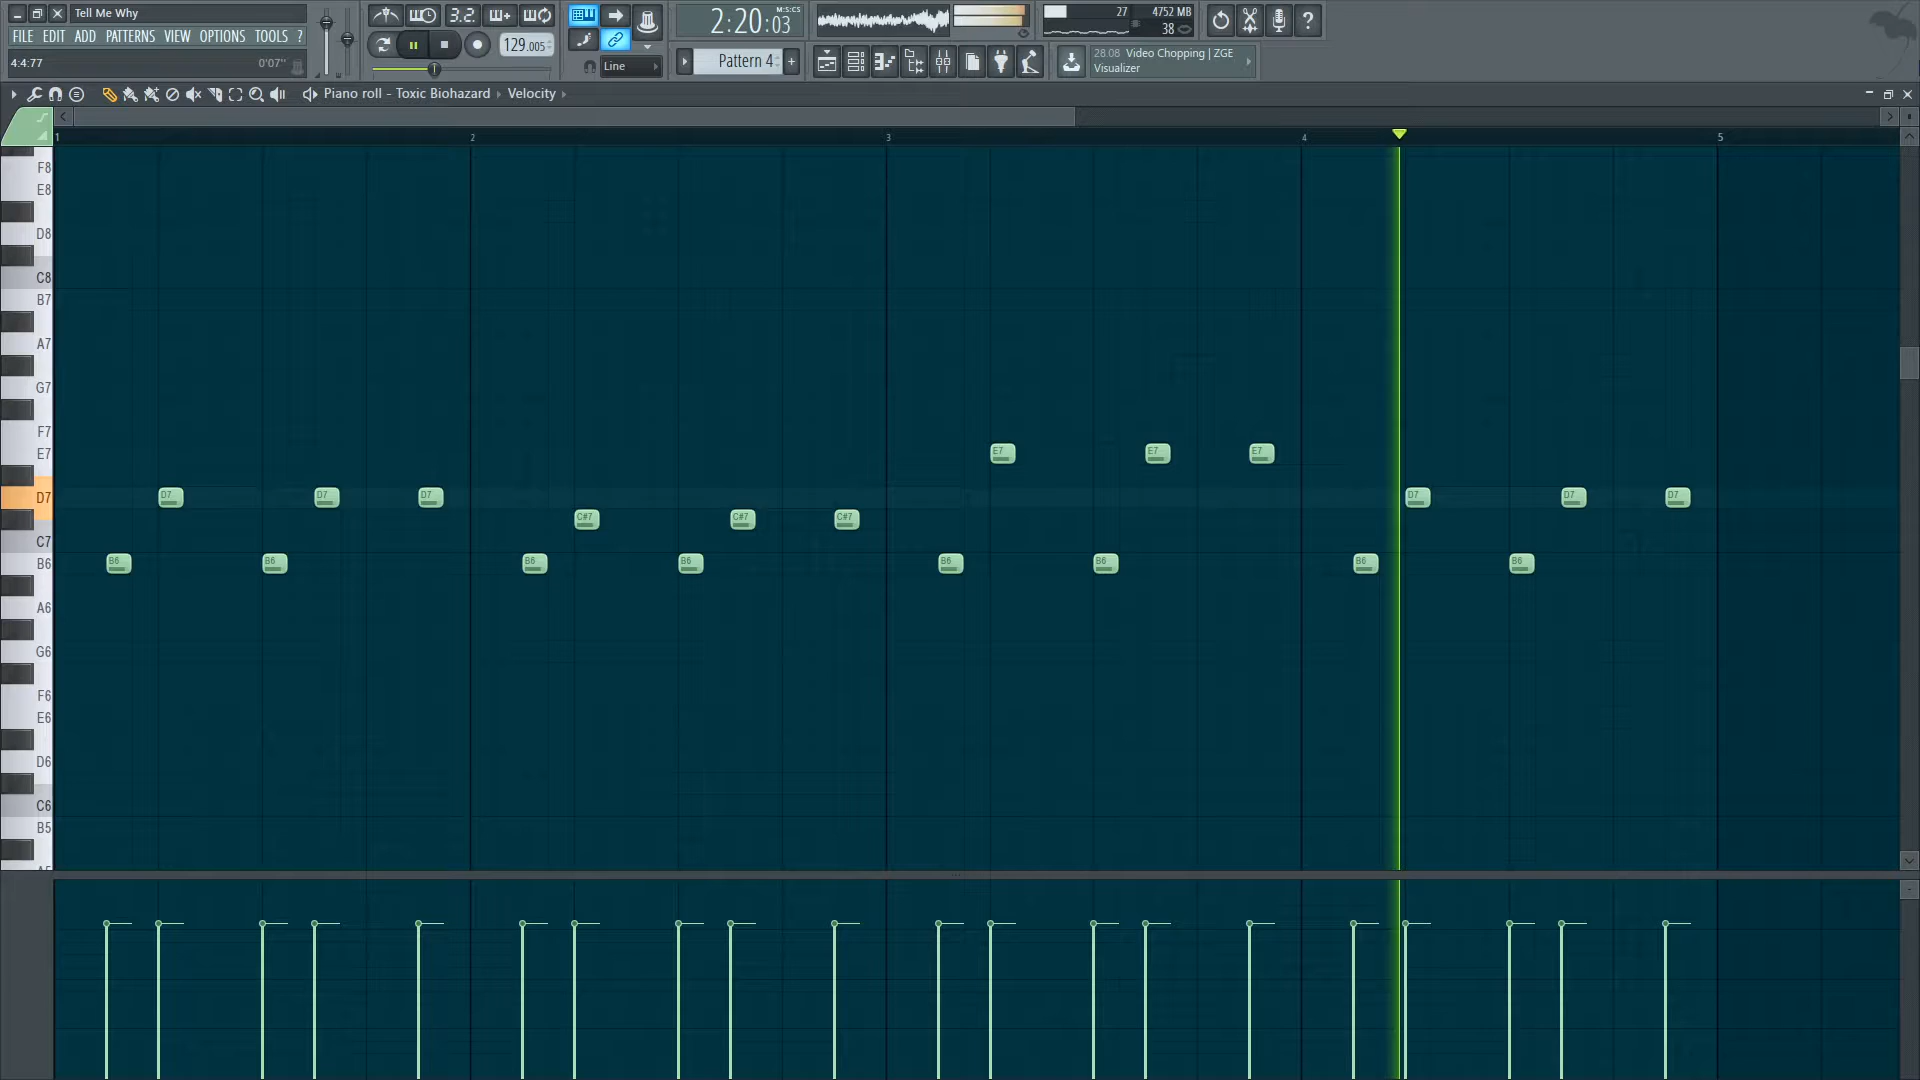 Tell Me Why
FILE EDIT ADD PATTERNS VIEW OPTIONS TOOLS ?
4:4:77 0'07"
3.2.
129.005
Line
2:20:03 M:S:CS
Pattern 4
27 4752 MB
38
28.08 Video Chopping | ZGE
Visualizer
Piano roll - Toxic Biohazard Velocity
1 2 3 4 5
F8
E8
D8
C8
B7
A7
G7
F7
E7 E7 E7 E7
D7 D7 D7 D7 D7 D7 D7
C#7 C#7 C#7
C7
B6 B6 B6 B6 B6 B6 B6 B6 B6
A6
G6
F6
E6
D6
C6
B5